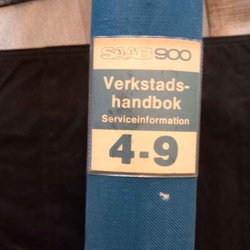 SAAB 900
Verkstads-
handbok
Serviceinformation
4-9